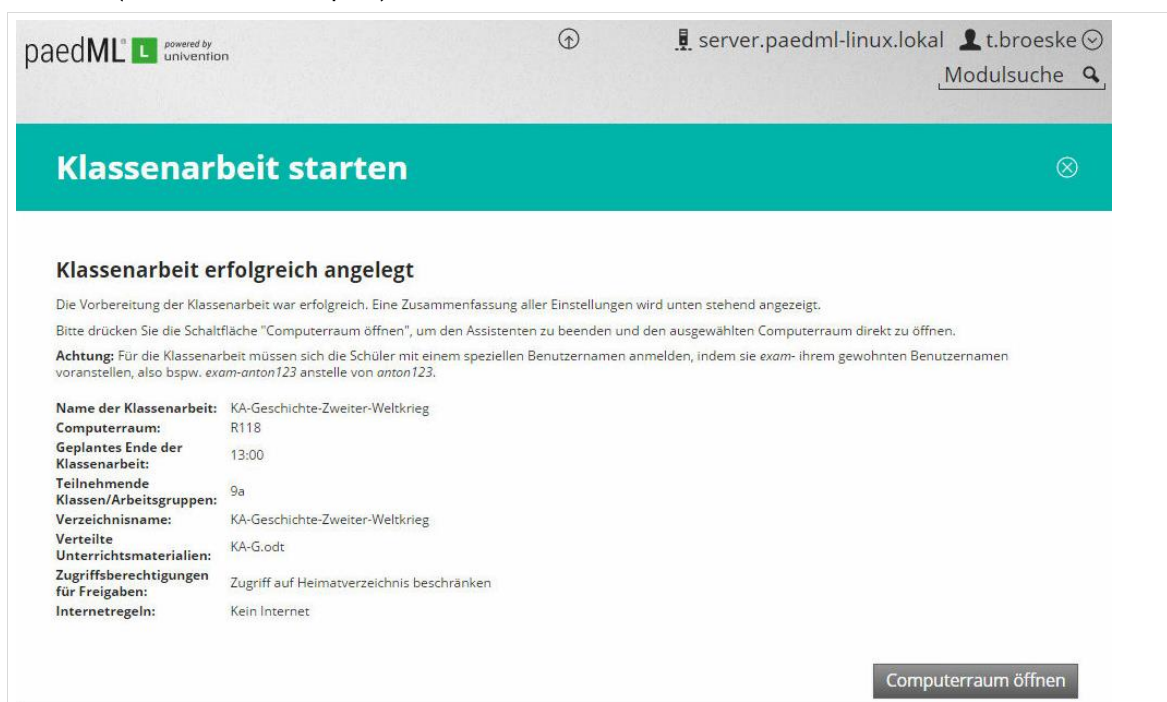 paedML® L powered by univention
server.paedml-linux.lokal t.broeske
Modulsuche
Klassenarbeit starten
Klassenarbeit erfolgreich angelegt
Die Vorbereitung der Klassenarbeit war erfolgreich. Eine Zusammenfassung aller Einstellungen wird unten stehend angezeigt.
Bitte drücken Sie die Schaltfläche "Computerraum öffnen", um den Assistenten zu beenden und den ausgewählten Computerraum direkt zu öffnen.
Achtung: Für die Klassenarbeit müssen sich die Schüler mit einem speziellen Benutzernamen anmelden, indem sie exam- ihrem gewohnten Benutzernamen
voranstellen, also bspw. exam-anton123 anstelle von anton123.
Name der Klassenarbeit: KA-Geschichte-Zweiter-Weltkrieg
Computerraum: R118
Geplantes Ende der
Klassenarbeit: 13:00
Teilnehmende
Klassen/Arbeitsgruppen: 9a
Verzeichnisname: KA-Geschichte-Zweiter-Weltkrieg
Verteilte
Unterrichtsmaterialien: KA-G.odt
Zugriffsberechtigungen
für Freigaben: Zugriff auf Heimatverzeichnis beschränken
Internetregeln: Kein Internet
Computerraum öffnen